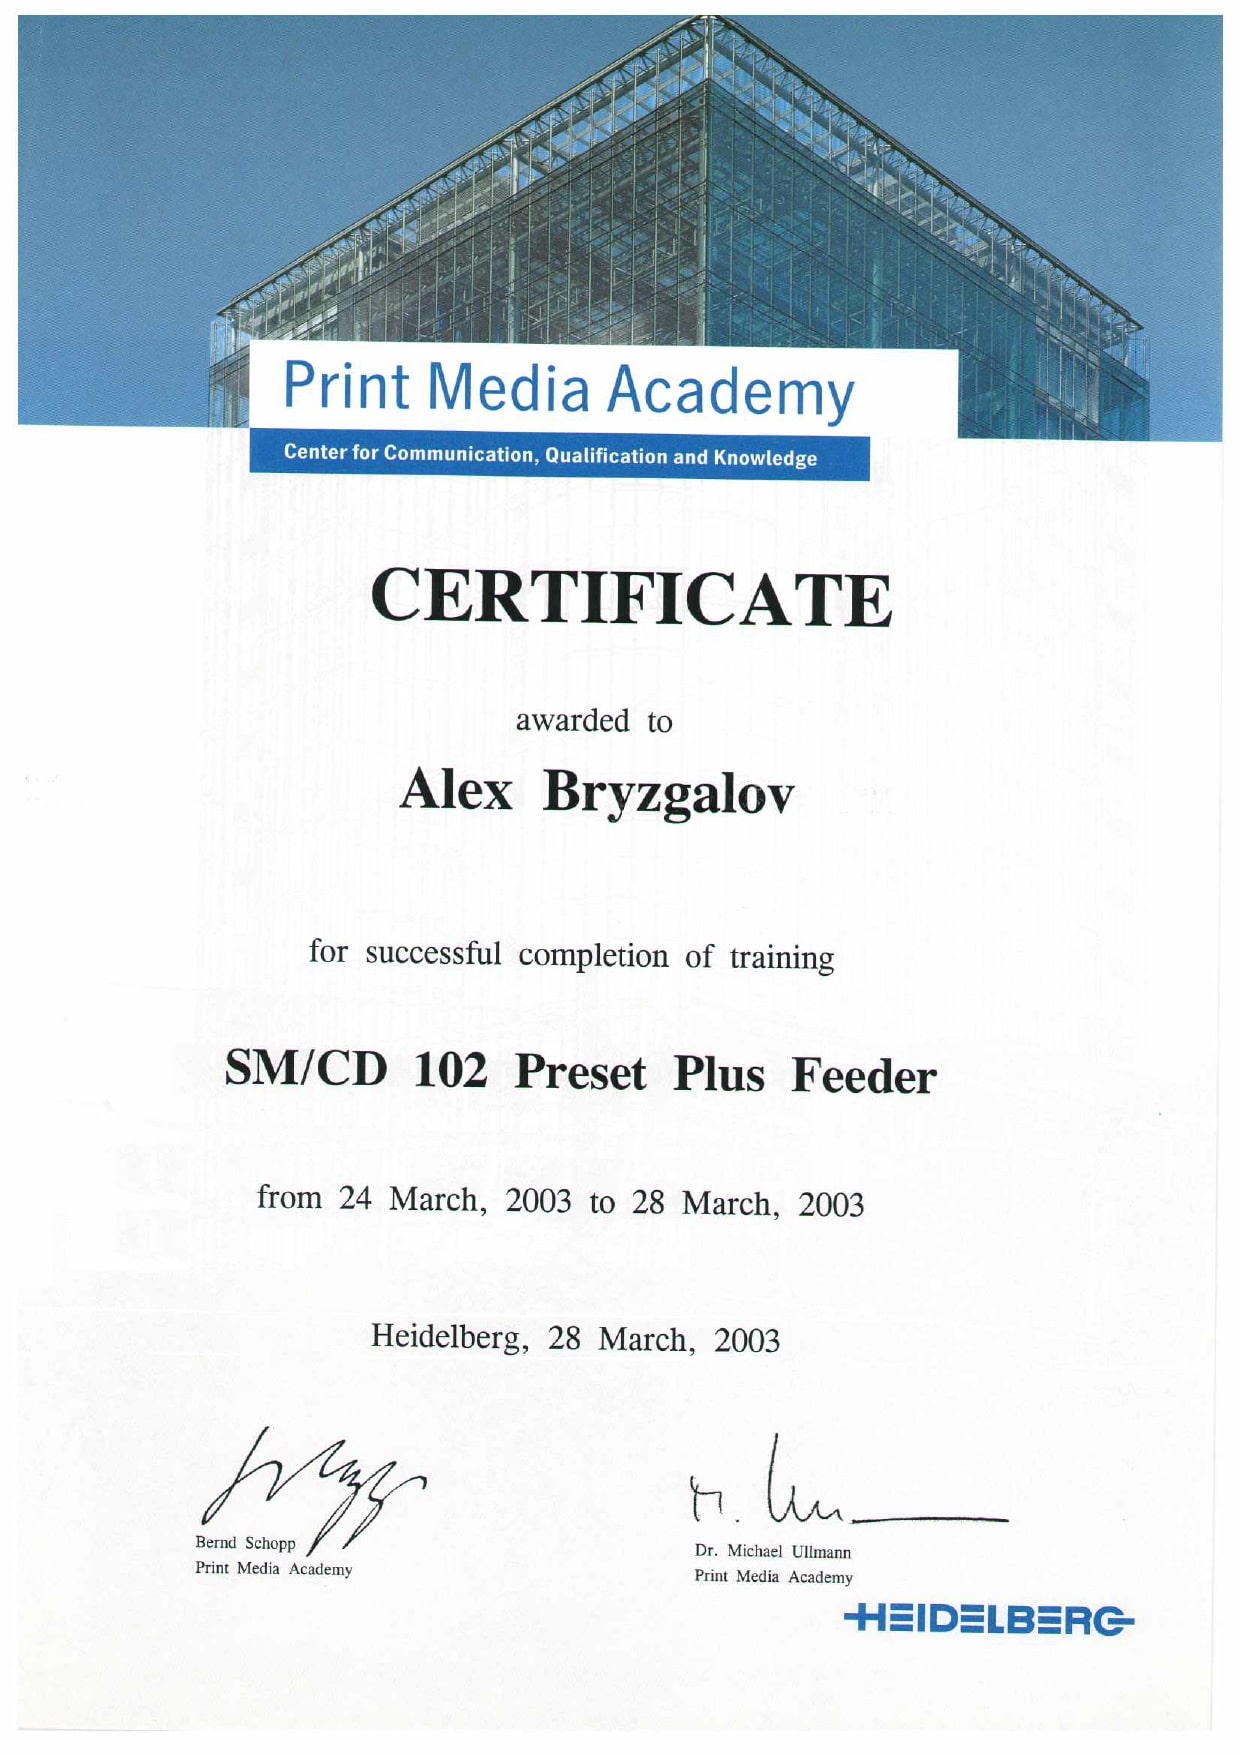 Print Media Academy
Center for Communication, Qualification and Knowledge
CERTIFICATE
awarded to
Alex Bryzgalov
for successful completion of training
SM/CD 102 Preset Plus Feeder
from 24 March, 2003 to 28 March, 2003
Heidelberg, 28 March, 2003
Bernd Schopp
Print Media Academy
M. Ullmann
Dr. Michael Ullmann
Print Media Academy
HEIDELBERG